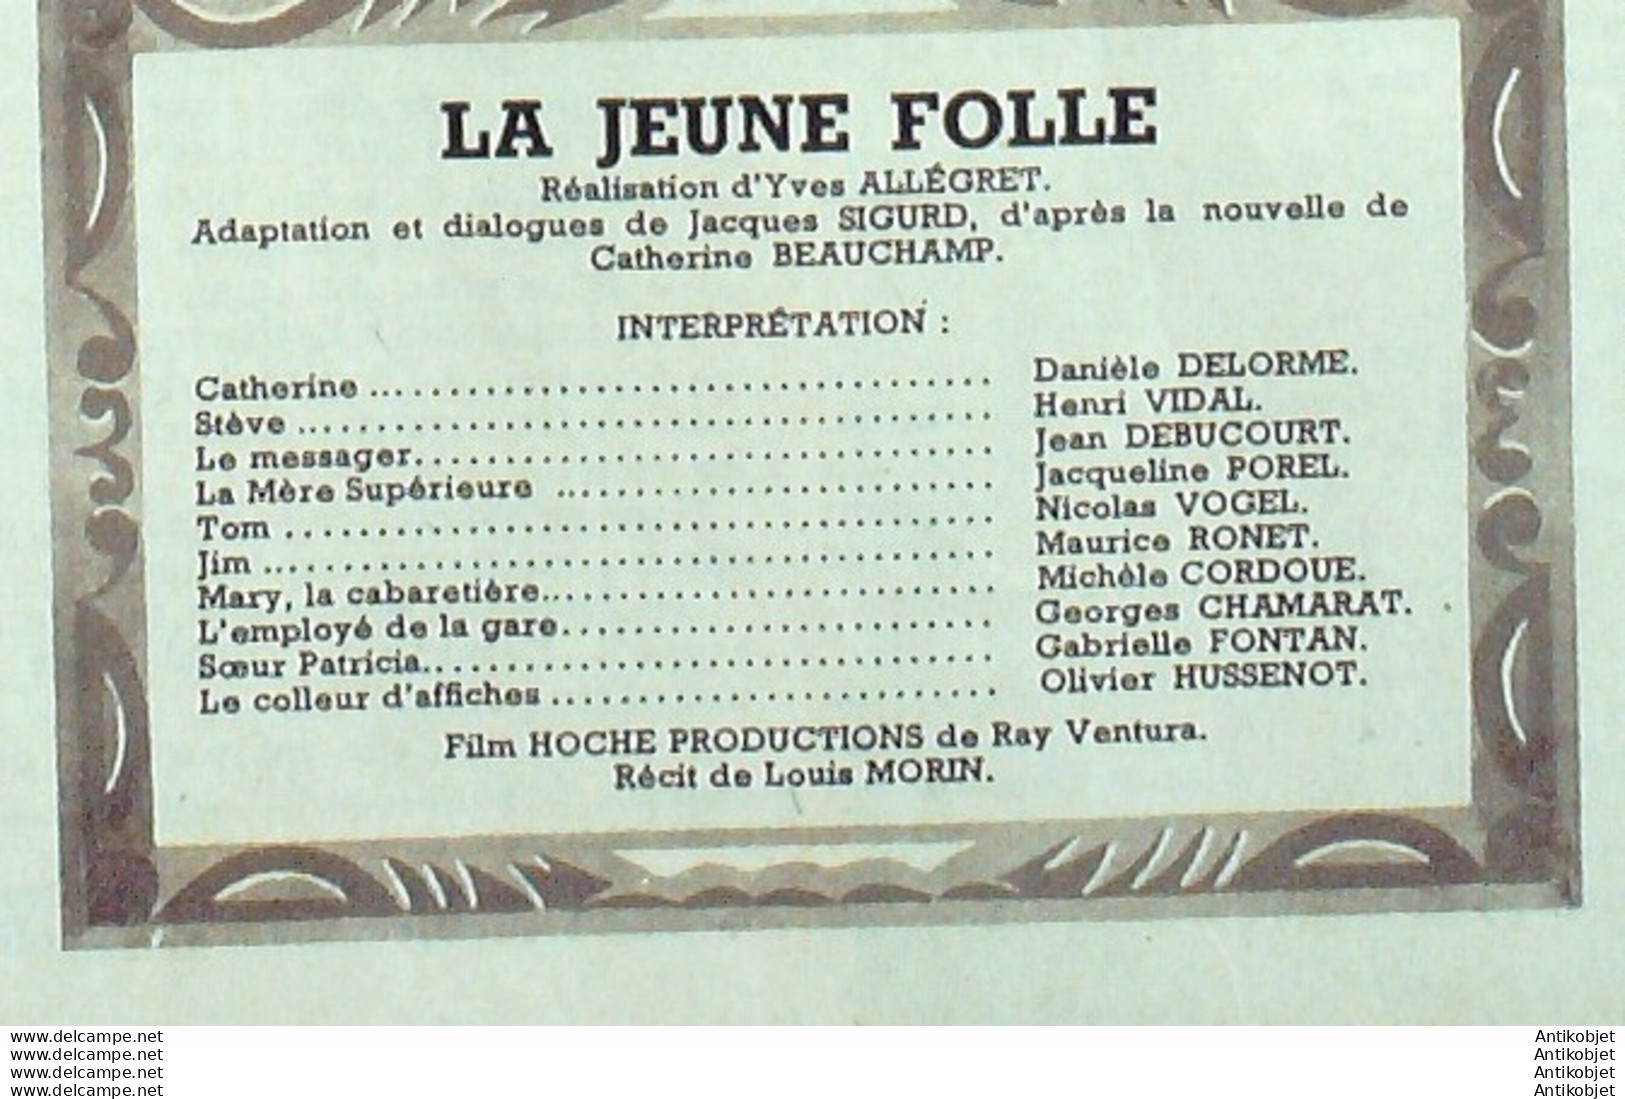 LA JEUNE FOLLE
Réalisation d'Yves ALLÉGRET.
Adaptation et dialogues de Jacques SIGURD, d'après la nouvelle de
Catherine BEAUCHAMP.
INTERPRÉTATION :
Catherine ........................................ Danièle DELORME.
Stève ........................................ Henri VIDAL.
Le messager........................................ Jean DEBUCOURT.
La Mère Supérieure ........................................ Jacqueline POREL.
Tom ........................................ Nicolas VOGEL.
Jim ........................................ Maurice RONET.
Mary, la cabaretière........................................ Michèle CORDOUE.
L'employé de la gare........................................ Georges CHAMARAT.
Sœur Patricia........................................ Gabrielle FONTAN.
Le colleur d'affiches ........................................ Olivier HUSSENOT.
Film HOCHE PRODUCTIONS de Ray Ventura.
Récit de Louis MORIN.
www.delcampe.net Antikobjet
www.delcampe.net Antikobjet
www.delcampe.net Antikobjet
www.delcampe.net Antikobjet